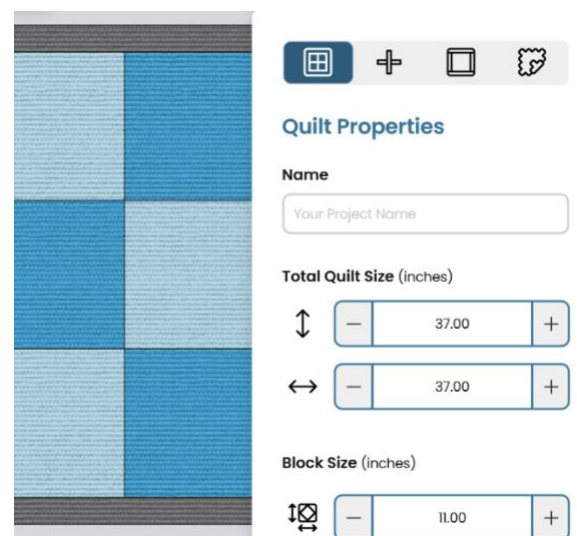 Quilt Properties
Name
Your Project Name
Total Quilt Size (inches)
37.00
37.00
Block Size (inches)
11.00